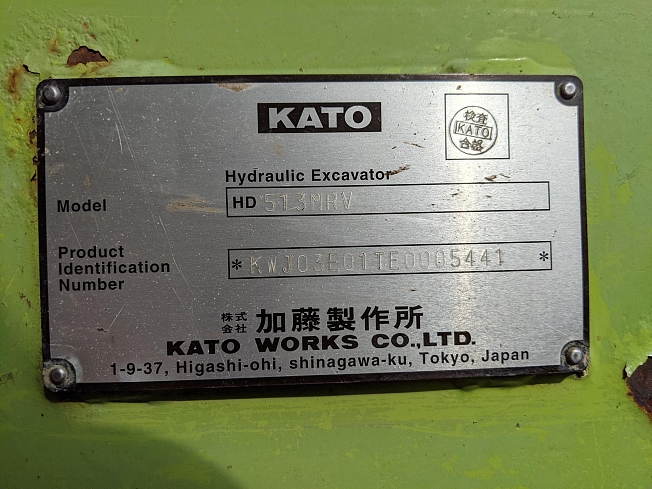 KATO
検査
KATO
合格
Hydraulic Excavator
Model HD 513MRV
Product
Identification
Number
*KWJ03E01TE0005441 *
株式
会社 加藤製作所
KATO WORKS CO.,LTD.
1-9-37, Higashi-ohi, shinagawa-ku, Tokyo, Japan